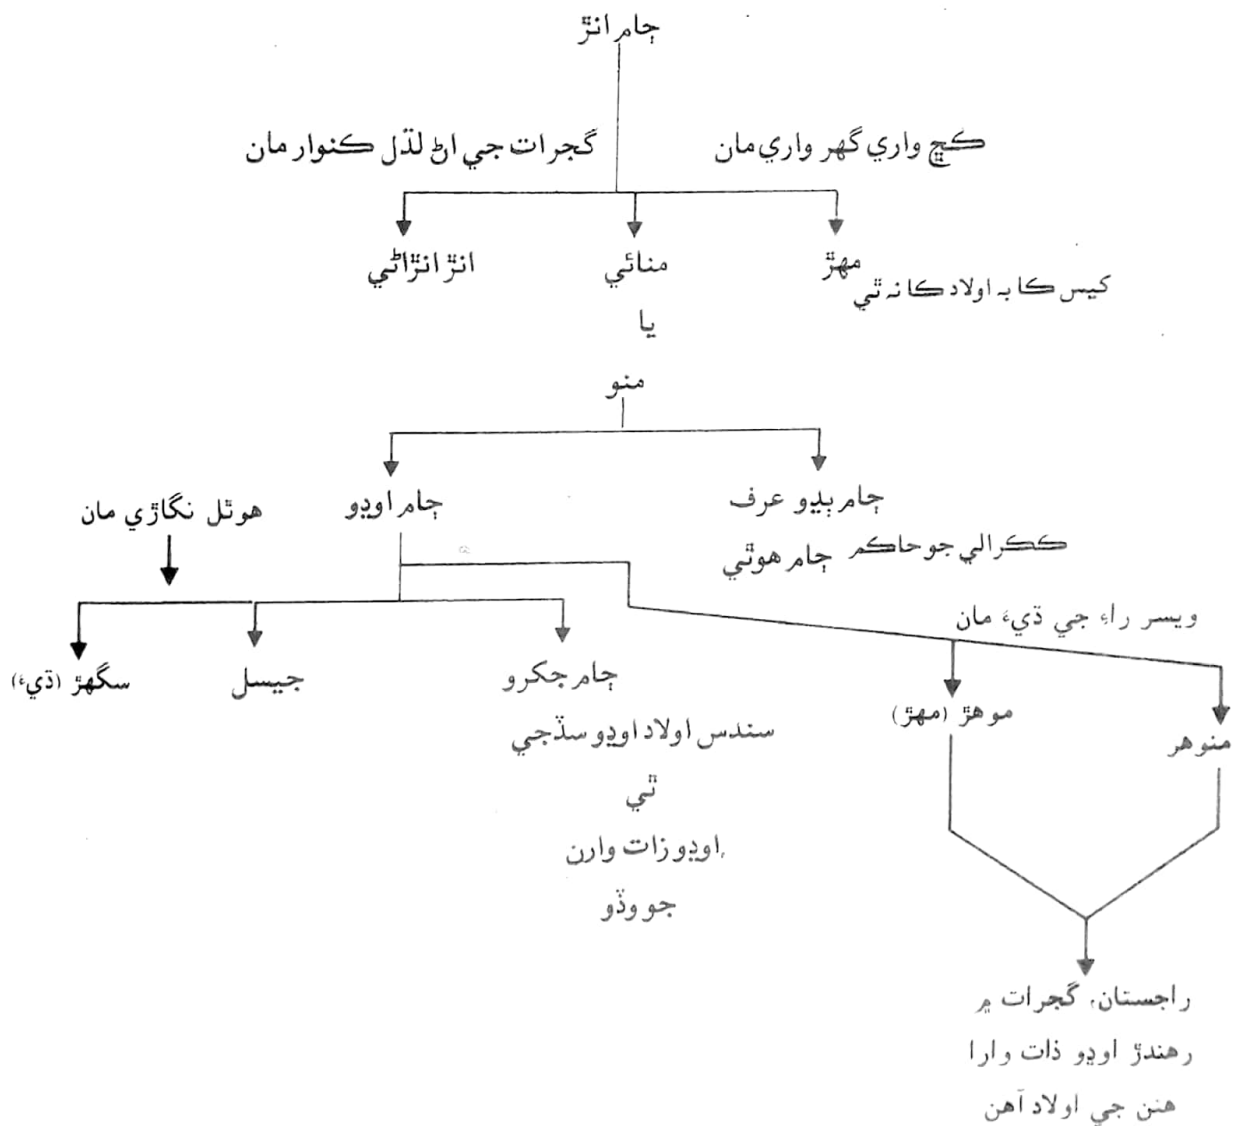 ڄام انڙ
ڪڇ واري گهر واري مان
گجرات جي اڻ لڌل ڪنوار مان
مهڙ
منائي
انڙ انڙاڻي
ڪيس ڪا به اولاد ڪا نه ٿي
يا
منو
ڄام ٻڍو عرف
ڄام اوڍو
هوٿل نگاڙي مان
ڪڪرالي جو حاڪم
ڄام هوٿي
ويسر راءِ جي ڌيءَ مان
ڄام جکرو
جيسل
سگهڙ (ڌيءَ)
موهڙ (مهڙ)
منوهر
سندس اولاد اوڍو سڏجي
ٿي
اوڍو زات وارن
جو وڏو
راجستان، گجرات ۾
رهندڙ اوڍو ذات وارا
هنن جي اولاد آهن